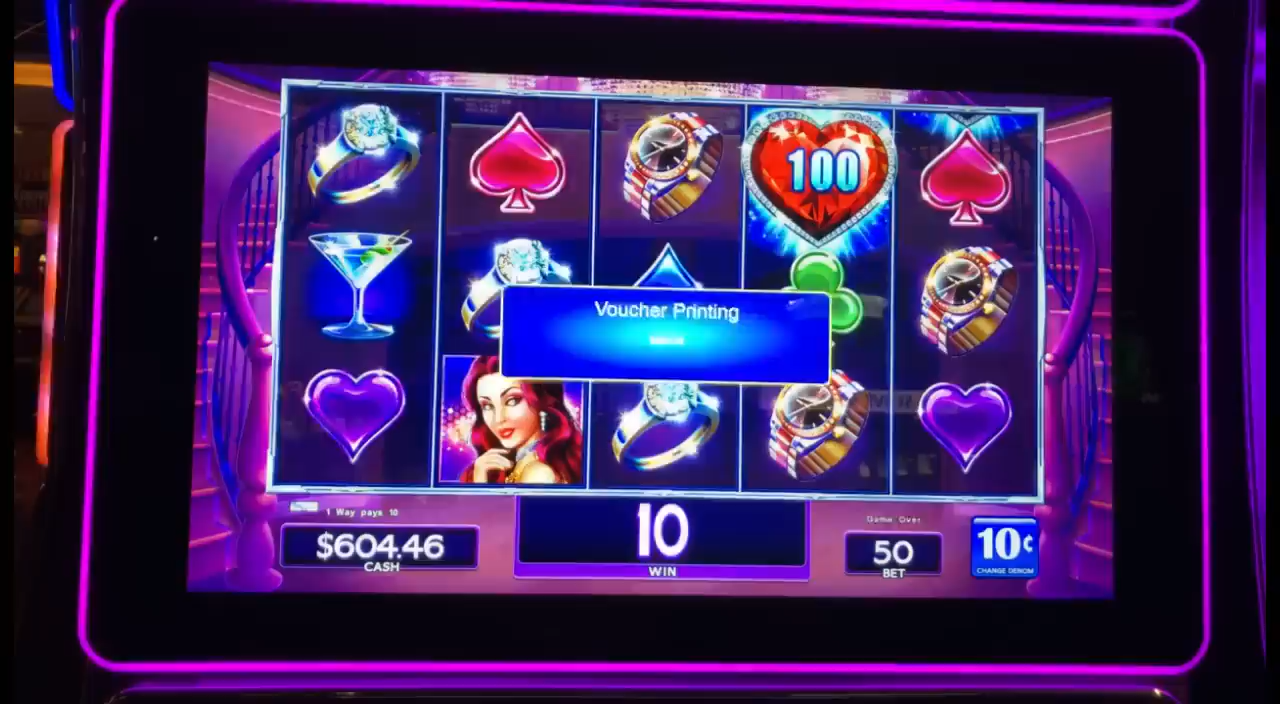 100
Voucher Printing
1 Way pays 10
$604.46
CASH
10
WIN
Game Over
50
BET
10¢
CHANGE DENOM